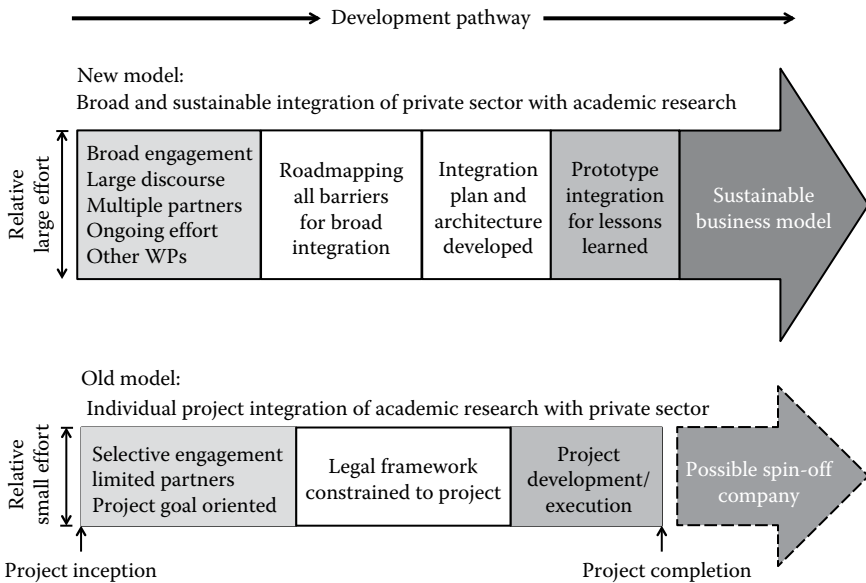 Development pathway
New model:
Broad and sustainable integration of private sector with academic research
Relative
large effort
Broad engagement
Large discourse
Multiple partners
Ongoing effort
Other WPs
Roadmapping
all barriers
for broad
integration
Integration
plan and
architecture
developed
Prototype
integration
for lessons
learned
Sustainable
business model
Old model:
Individual project integration of academic research with private sector
Relative
small effort
Selective engagement
limited partners
Project goal oriented
Legal framework
constrained to project
Project
development/
execution
Possible spin-off
company
Project inception
Project completion